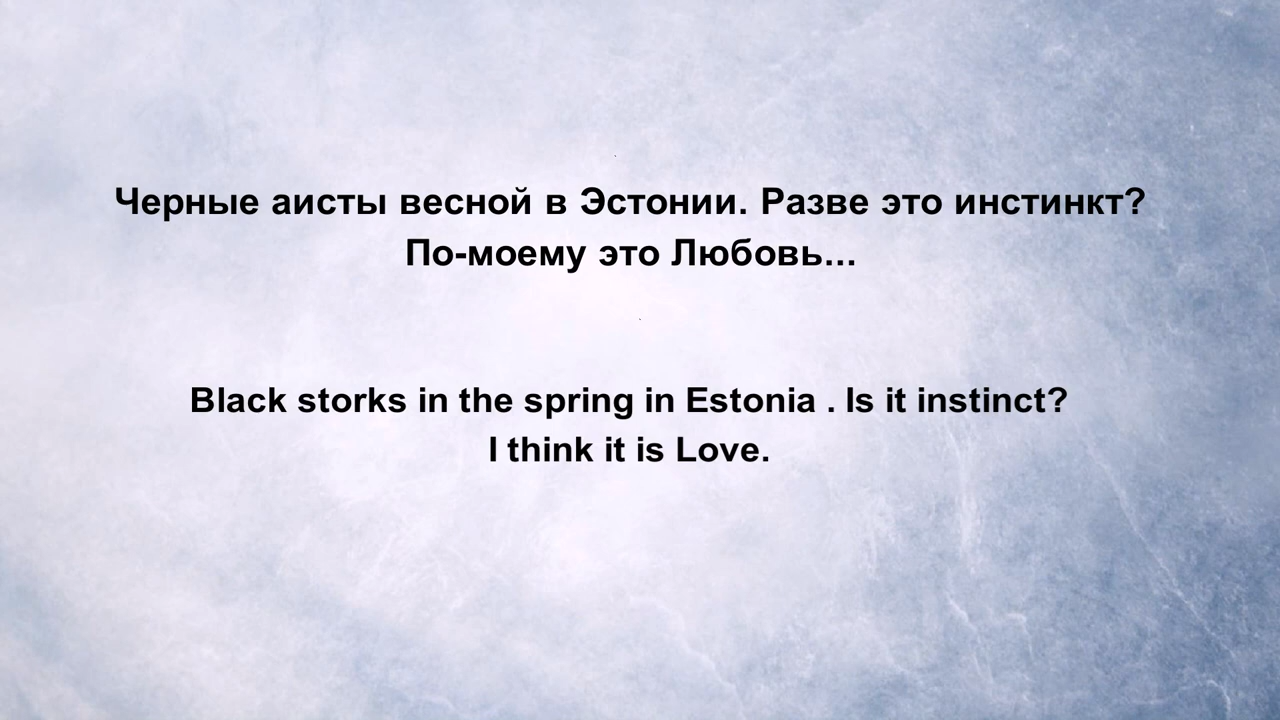 Черные аисты весной в Эстонии. Разве это инстинкт?
По-моему это Любовь...
Black storks in the spring in Estonia . Is it instinct?
I think it is Love.